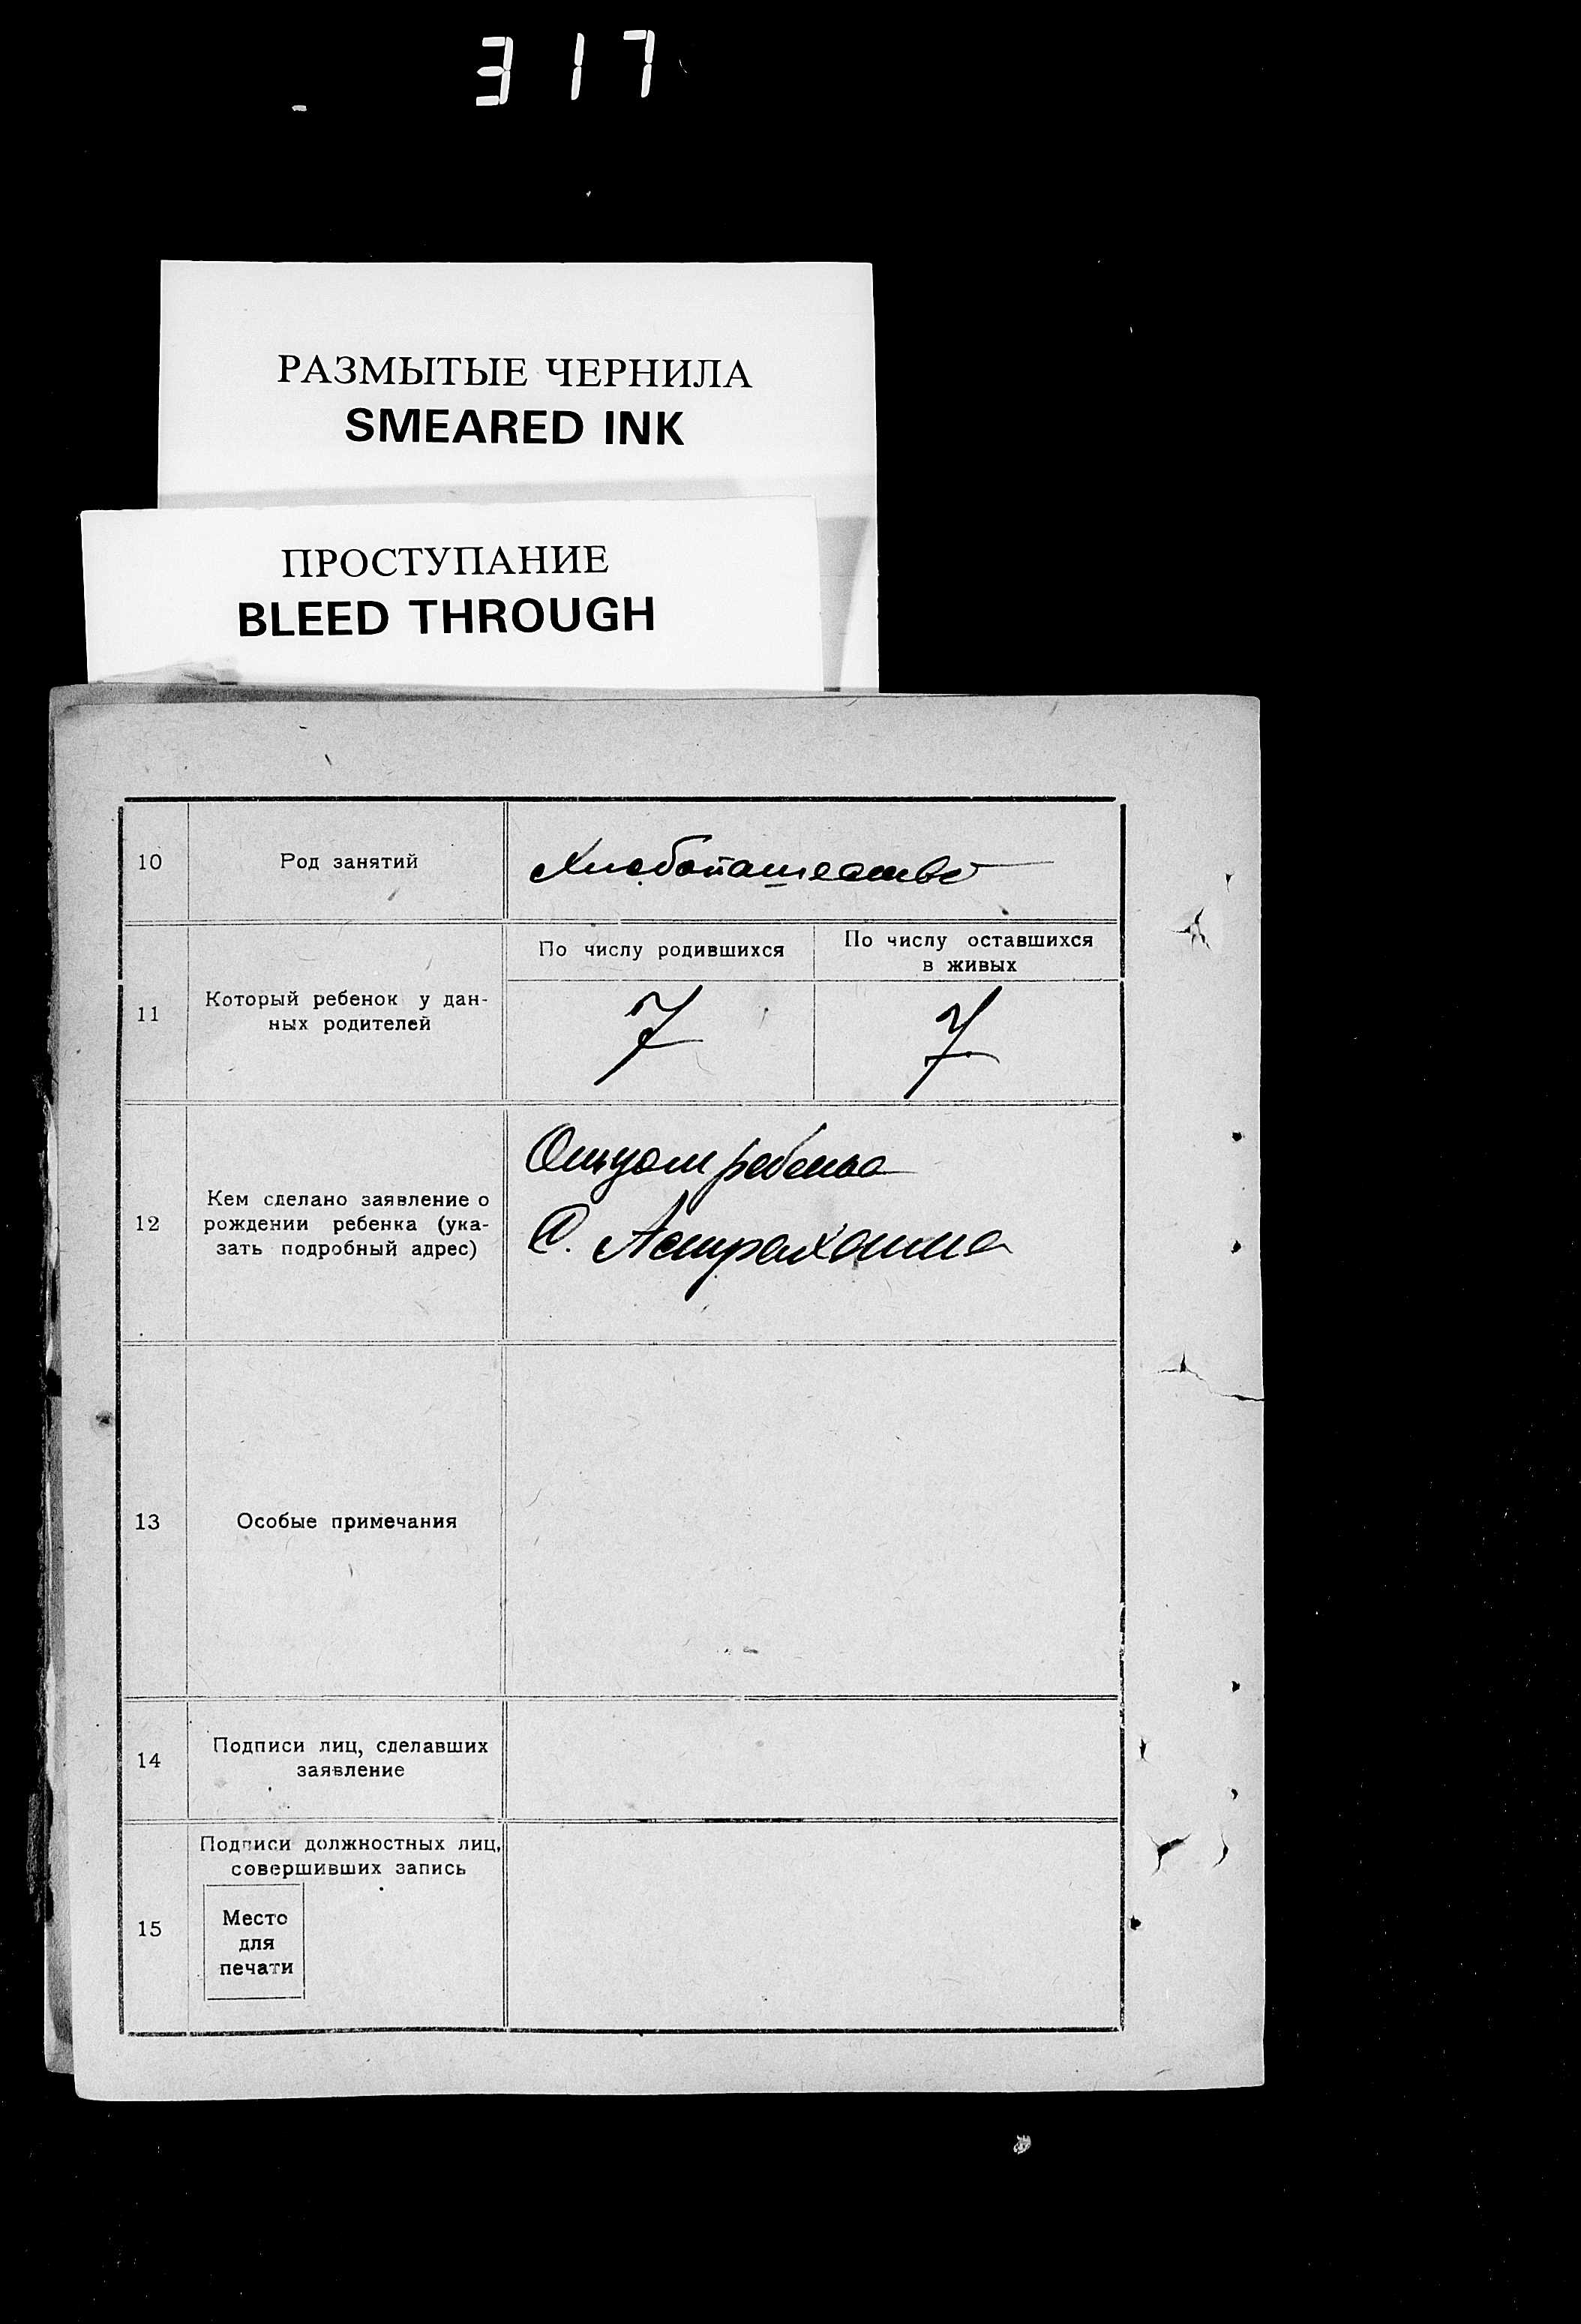 317
РАЗМЫТЫЕ ЧЕРНИЛА
SMEARED INK
ПРОСТУПАНИЕ
BLEED THROUGH
10
Род занятий
Хлебопашество
11
Который ребенок у дан-
ных родителей
По числу родившихся
По числу оставшихся
в живых
7
7
12
Кем сделано заявление о
рождении ребенка (ука-
зать подробный адрес)
Отцом ребенка
С. Астраханка
13
Особые примечания
14
Подписи лиц, сделавших
заявление
15
Подписи должностных лиц,
совершивших запись
Место
для
печати